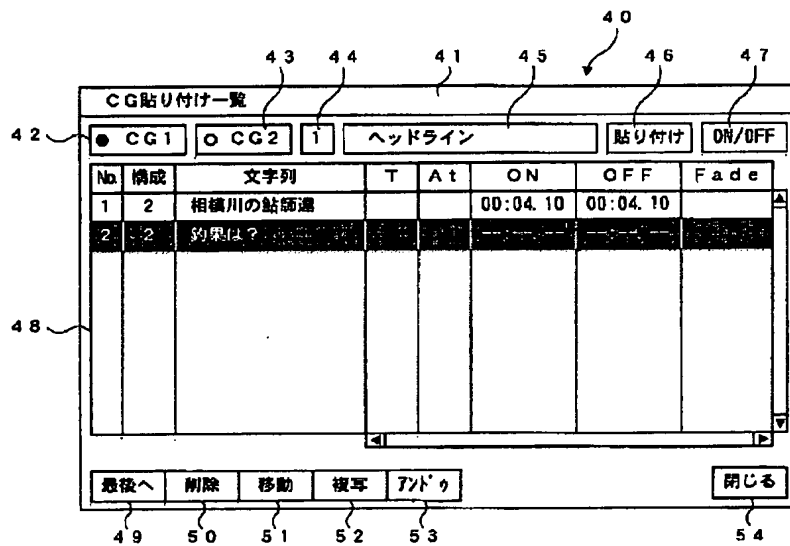 40
43 44 41 45 46 47
CG貼り付け一覧
42
● CG1 ○ CG2 1 ヘッドライン 貼り付け ON/OFF
No. 構成 文字列 T At ON OFF Fade
1 2 相模川の鮎師達 00:04.10 00:04.10
2 2 釣果は? --:--.-- --:--.--
48
最後へ 削除 移動 複写 アンドゥ 閉じる
49 50 51 52 53 54